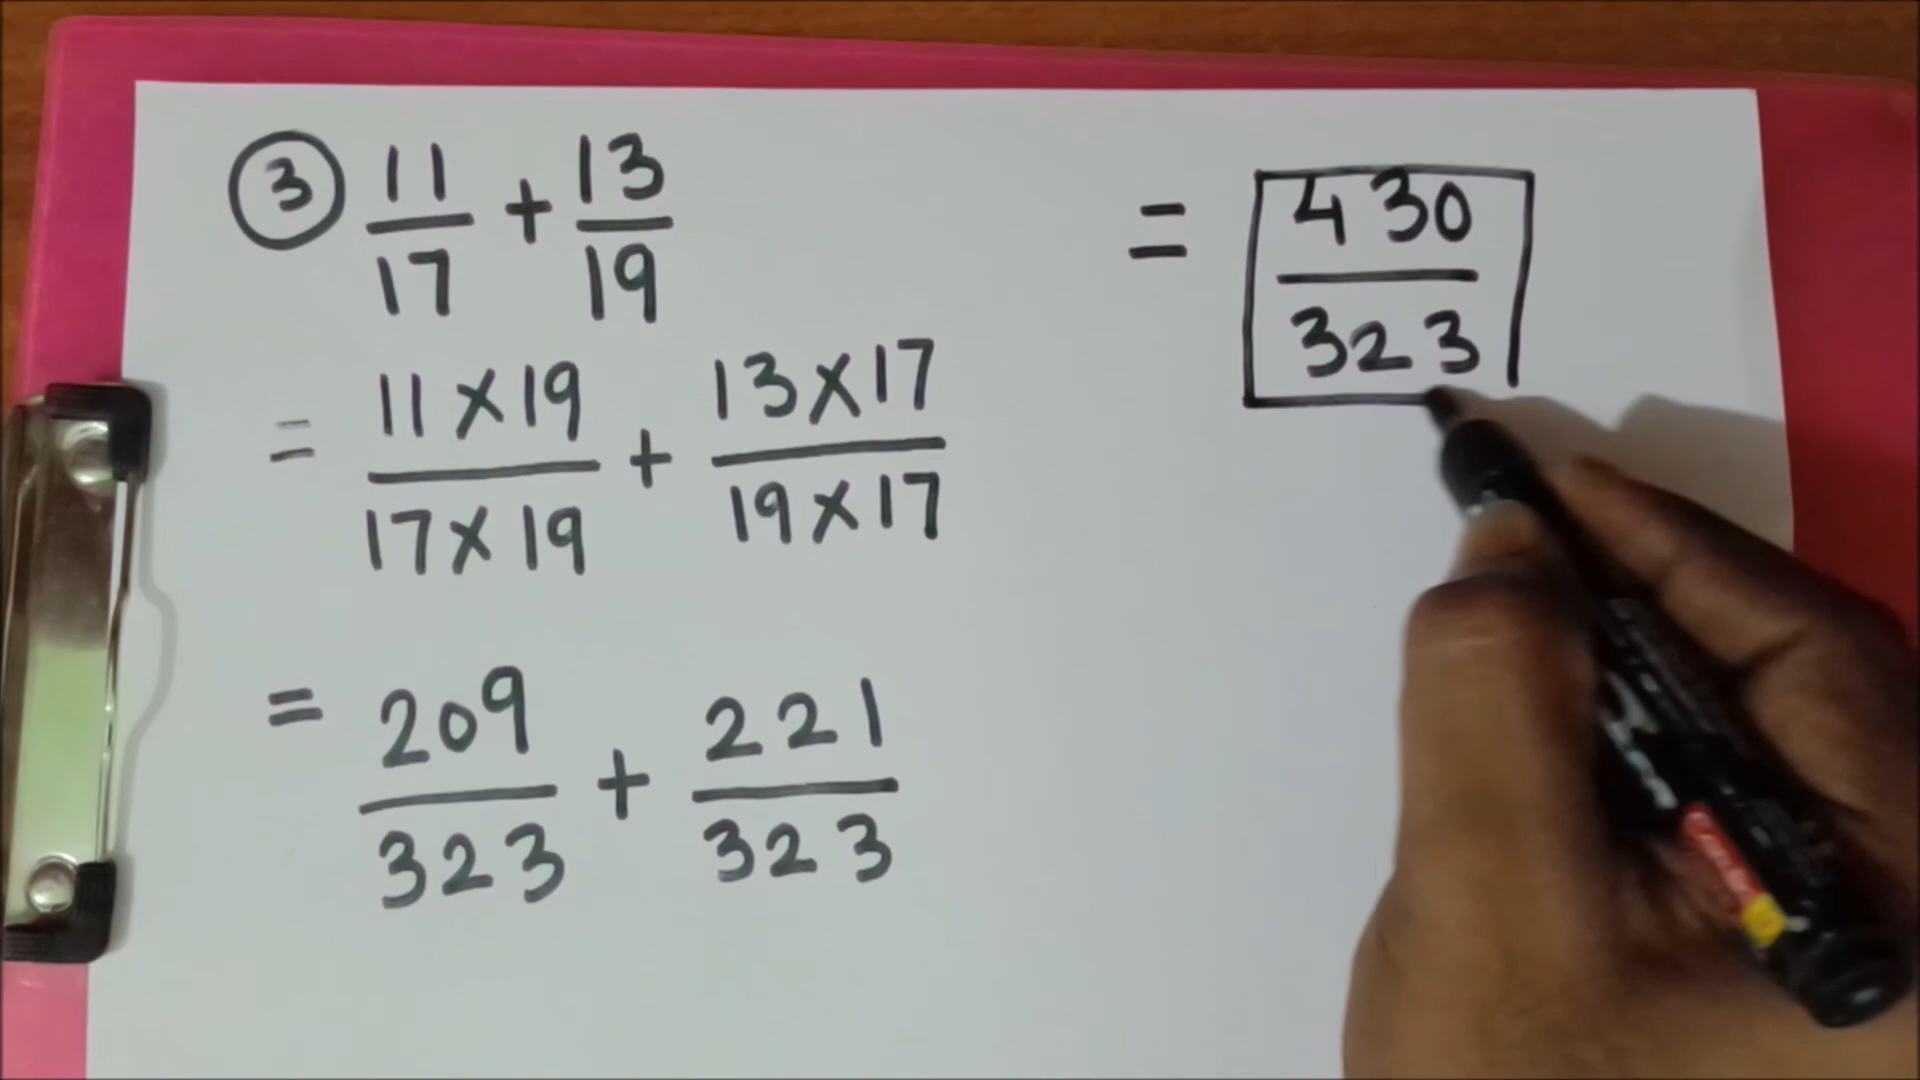 ③ 11/17 + 13/19
= 11×19/17×19 + 13×17/19×17
= 209/323 + 221/323
= 430/323